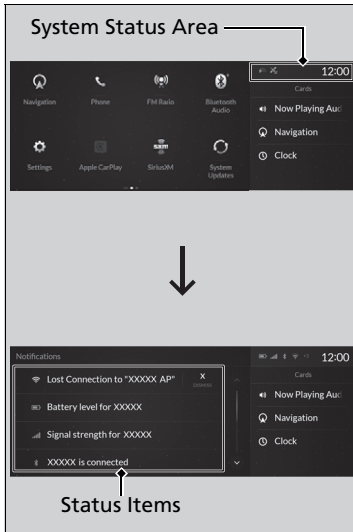 System Status Area
12:00
Navigation
Phone
FM Radio
Bluetooth
Audio
Cards
Now Playing Aud
Navigation
Clock
Settings
Apple CarPlay
SiriusXM
System
Updates
Notifications
12:00
Lost Connection to "XXXXX AP"
X
Dismiss
Battery level for XXXXX
Signal strength for XXXXX
XXXXX is connected
Cards
Now Playing Aud
Navigation
Clock
Status Items